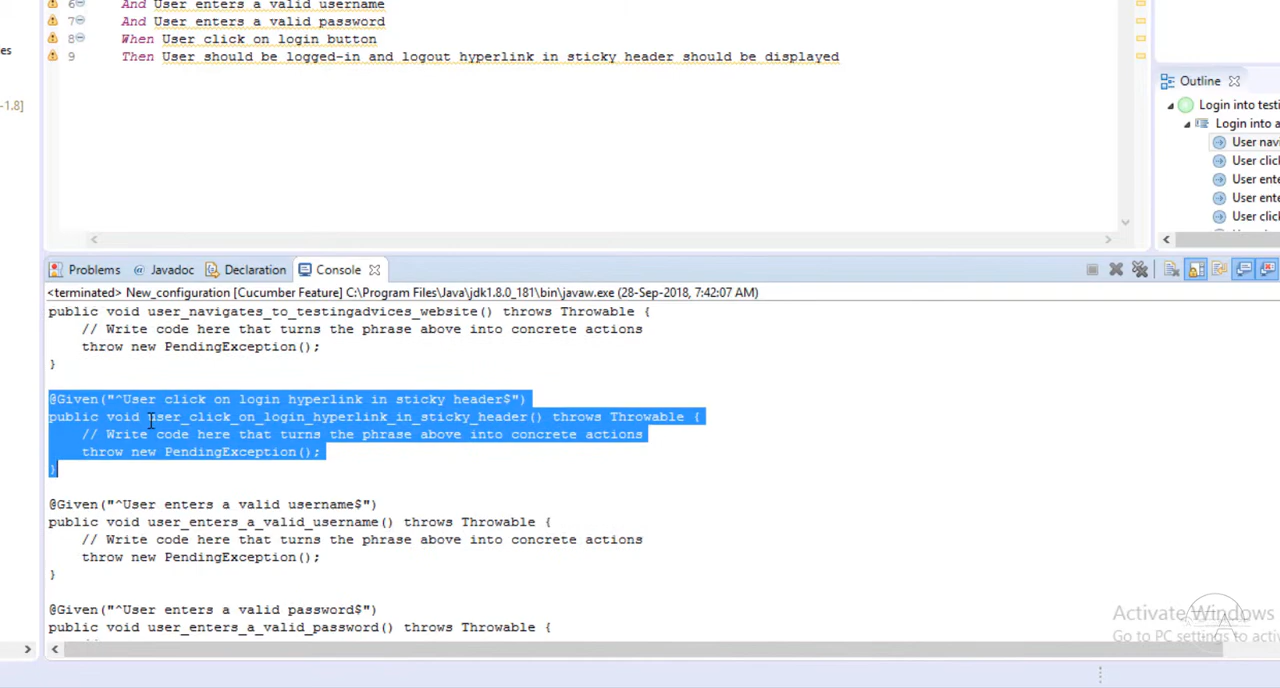 6 And User enters a valid username
7 And User enters a valid password
es
8 When User click on login button
9 Then User should be logged-in and logout hyperlink in sticky header should be displayed
Outline
-1.8]
Login into testi
Login into a
User nav
User click
User ente
User ente
User click
Problems @ Javadoc Declaration Console
<terminated> New_configuration [Cucumber Feature] C:\Program Files\Java\jdk1.8.0_181\bin\javaw.exe (28-Sep-2018, 7:42:07 AM)
public void user_navigates_to_testingadvices_website() throws Throwable {
// Write code here that turns the phrase above into concrete actions
throw new PendingException();
}
@Given("^User click on login hyperlink in sticky header$")
public void user_click_on_login_hyperlink_in_sticky_header() throws Throwable {
// Write code here that turns the phrase above into concrete actions
throw new PendingException();
}
@Given("^User enters a valid username$")
public void user_enters_a_valid_username() throws Throwable {
// Write code here that turns the phrase above into concrete actions
throw new PendingException();
}
@Given("^User enters a valid password$")
public void user_enters_a_valid_password() throws Throwable {
Activate Windows
Go to PC settings to acti